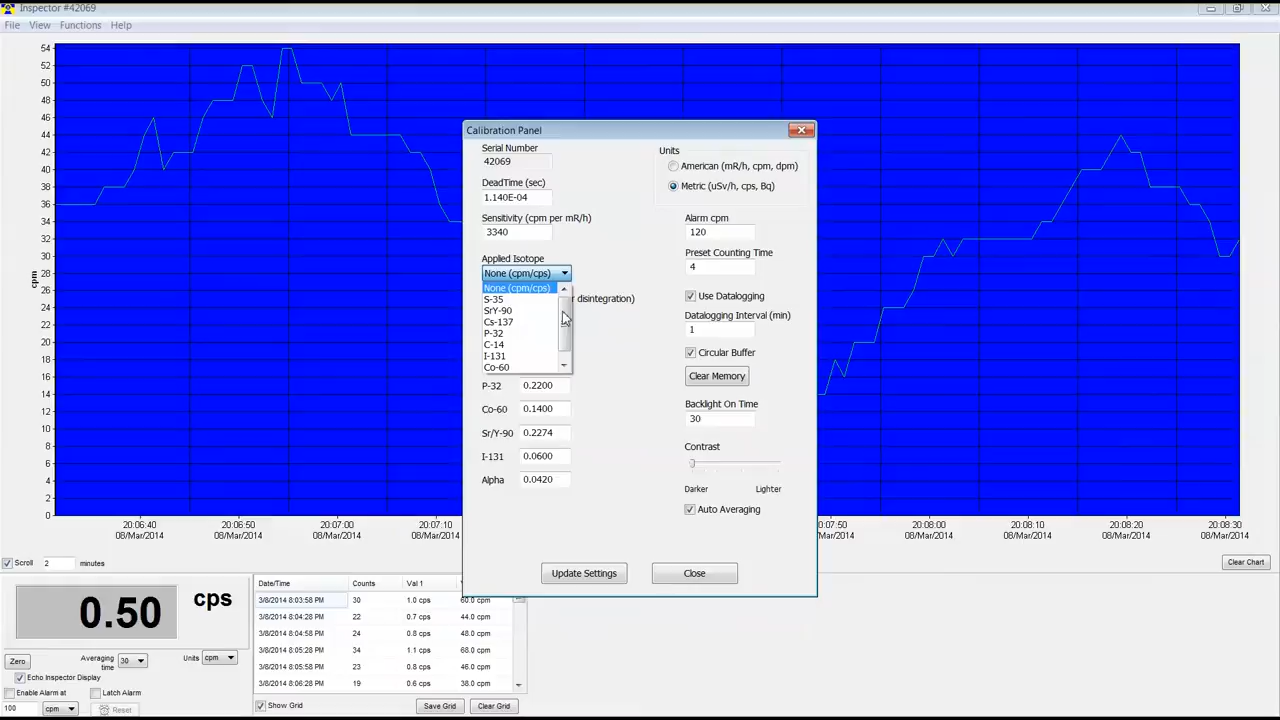 Inspector #42069
File View Functions Help
54
52
50
48
46
44
42
40
38
36
34
32
30
28
26
24
22
20
18
16
14
12
10
8
6
4
2
0
cpm
20:06:40 20:06:50 20:07:00 20:07:10 :07:50 20:08:00 20:08:10 20:08:20 20:08:30
08/Mar/2014 08/Mar/2014 08/Mar/2014 08/Mar/2014 /Mar/2014 08/Mar/2014 08/Mar/2014 08/Mar/2014 08/Mar/2014
Calibration Panel
Serial Number
42069
DeadTime (sec)
1.140E-04
Sensitivity (cpm per mR/h)
3340
Applied Isotope
None (cpm/cps)
None (cpm/cps)
S-35
SrY-90
Cs-137
P-32
C-14
I-131
Co-60
disintegration)
P-32 0.2200
Co-60 0.1400
Sr/Y-90 0.2274
I-131 0.0600
Alpha 0.0420
Units
American (mR/h, cpm, dpm)
Metric (uSv/h, cps, Bq)
Alarm cpm
120
Preset Counting Time
4
Use Datalogging
Datalogging Interval (min)
1
Circular Buffer
Clear Memory
Backlight On Time
30
Contrast
Darker Lighter
Auto Averaging
Update Settings Close
Scroll 2 minutes Clear Chart
0.50 cps
Zero Averaging time 30 Units cpm
Echo Inspector Display
Enable Alarm at Latch Alarm
100 cpm Reset
Date/Time Counts Val 1
3/8/2014 8:03:58 PM 30 1.0 cps 60.0 cpm
3/8/2014 8:04:28 PM 22 0.7 cps 44.0 cpm
3/8/2014 8:04:58 PM 24 0.8 cps 48.0 cpm
3/8/2014 8:05:28 PM 34 1.1 cps 68.0 cpm
3/8/2014 8:05:58 PM 23 0.8 cps 46.0 cpm
3/8/2014 8:06:28 PM 19 0.6 cps 38.0 cpm
Show Grid Save Grid Clear Grid